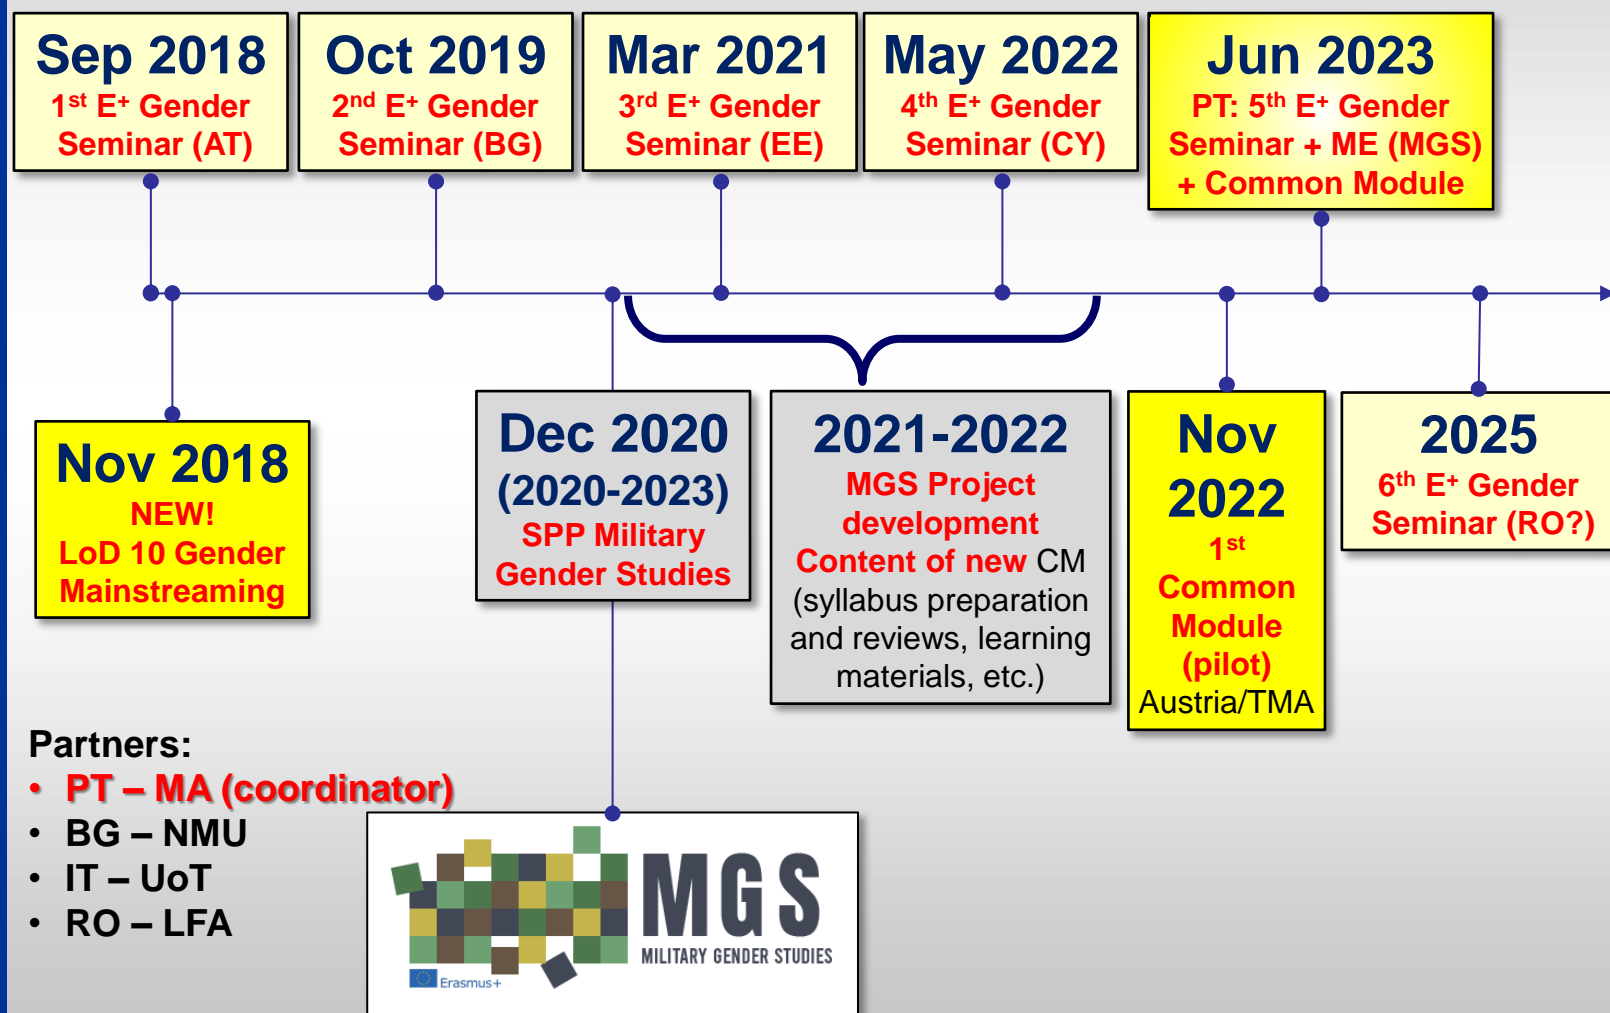 Sep 2018
1st E+ Gender
Seminar (AT)
Oct 2019
2nd E+ Gender
Seminar (BG)
Mar 2021
3rd E+ Gender
Seminar (EE)
May 2022
4th E+ Gender
Seminar (CY)
Jun 2023
PT: 5th E+ Gender
Seminar + ME (MGS)
+ Common Module
Nov 2018
NEW!
LoD 10 Gender
Mainstreaming
Dec 2020
(2020-2023)
SPP Military
Gender Studies
2021-2022
MGS Project
development
Content of new CM
(syllabus preparation
and reviews, learning
materials, etc.)
Nov
2022
1st
Common
Module
(pilot)
Austria/TMA
2025
6th E+ Gender
Seminar (RO?)
Partners:
• PT – MA (coordinator)
• BG – NMU
• IT – UoT
• RO – LFA
MGS
MILITARY GENDER STUDIES
Erasmus+